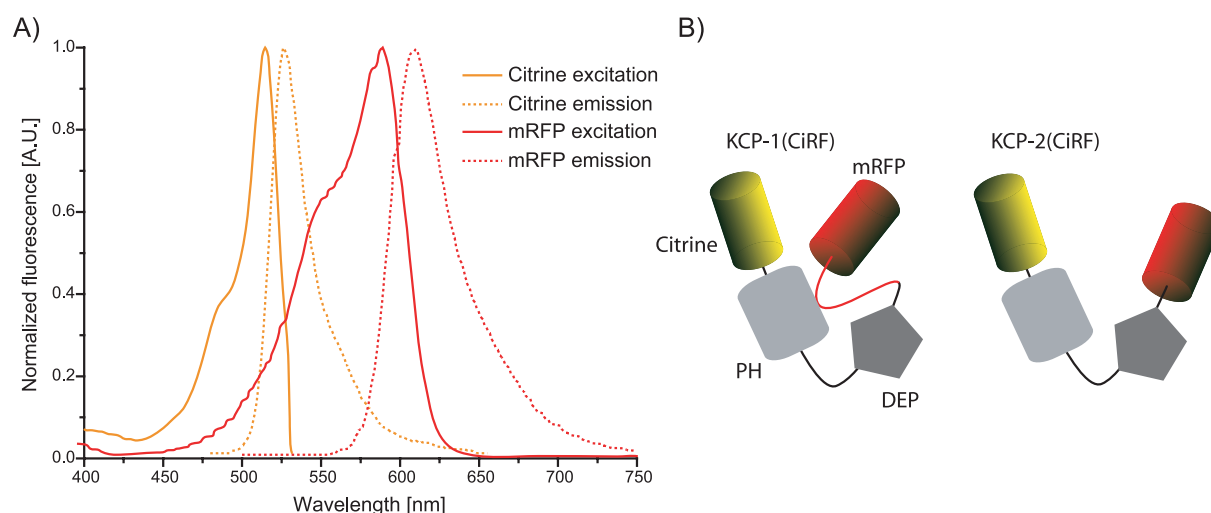 A)
Normalized fluorescence [A.U.]
1.0
0.8
0.6
0.4
0.2
0.0
400
450
500
550
600
650
700
750
Wavelength [nm]
Citrine excitation
Citrine emission
mRFP excitation
mRFP emission
B)
KCP-1(CiRF)
mRFP
Citrine
PH
DEP
KCP-2(CiRF)